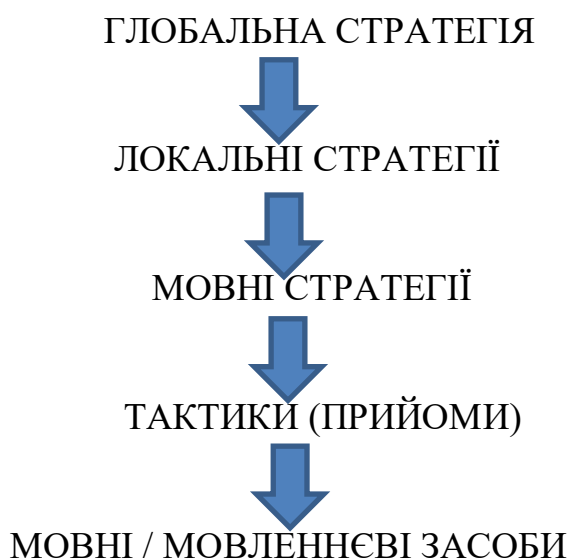 ГЛОБАЛЬНА СТРАТЕГІЯ
ЛОКАЛЬНІ СТРАТЕГІЇ
МОВНІ СТРАТЕГІЇ
ТАКТИКИ (ПРИЙОМИ)
МОВНІ / МОВЛЕННЄВІ ЗАСОБИ